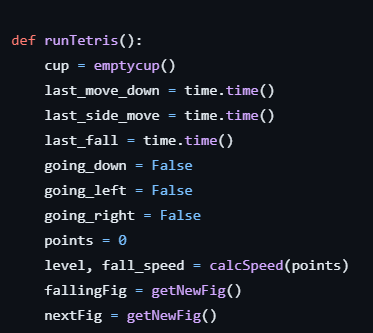 def runTetris():
    cup = emptycup()
    last_move_down = time.time()
    last_side_move = time.time()
    last_fall = time.time()
    going_down = False
    going_left = False
    going_right = False
    points = 0
    level, fall_speed = calcSpeed(points)
    fallingFig = getNewFig()
    nextFig = getNewFig()